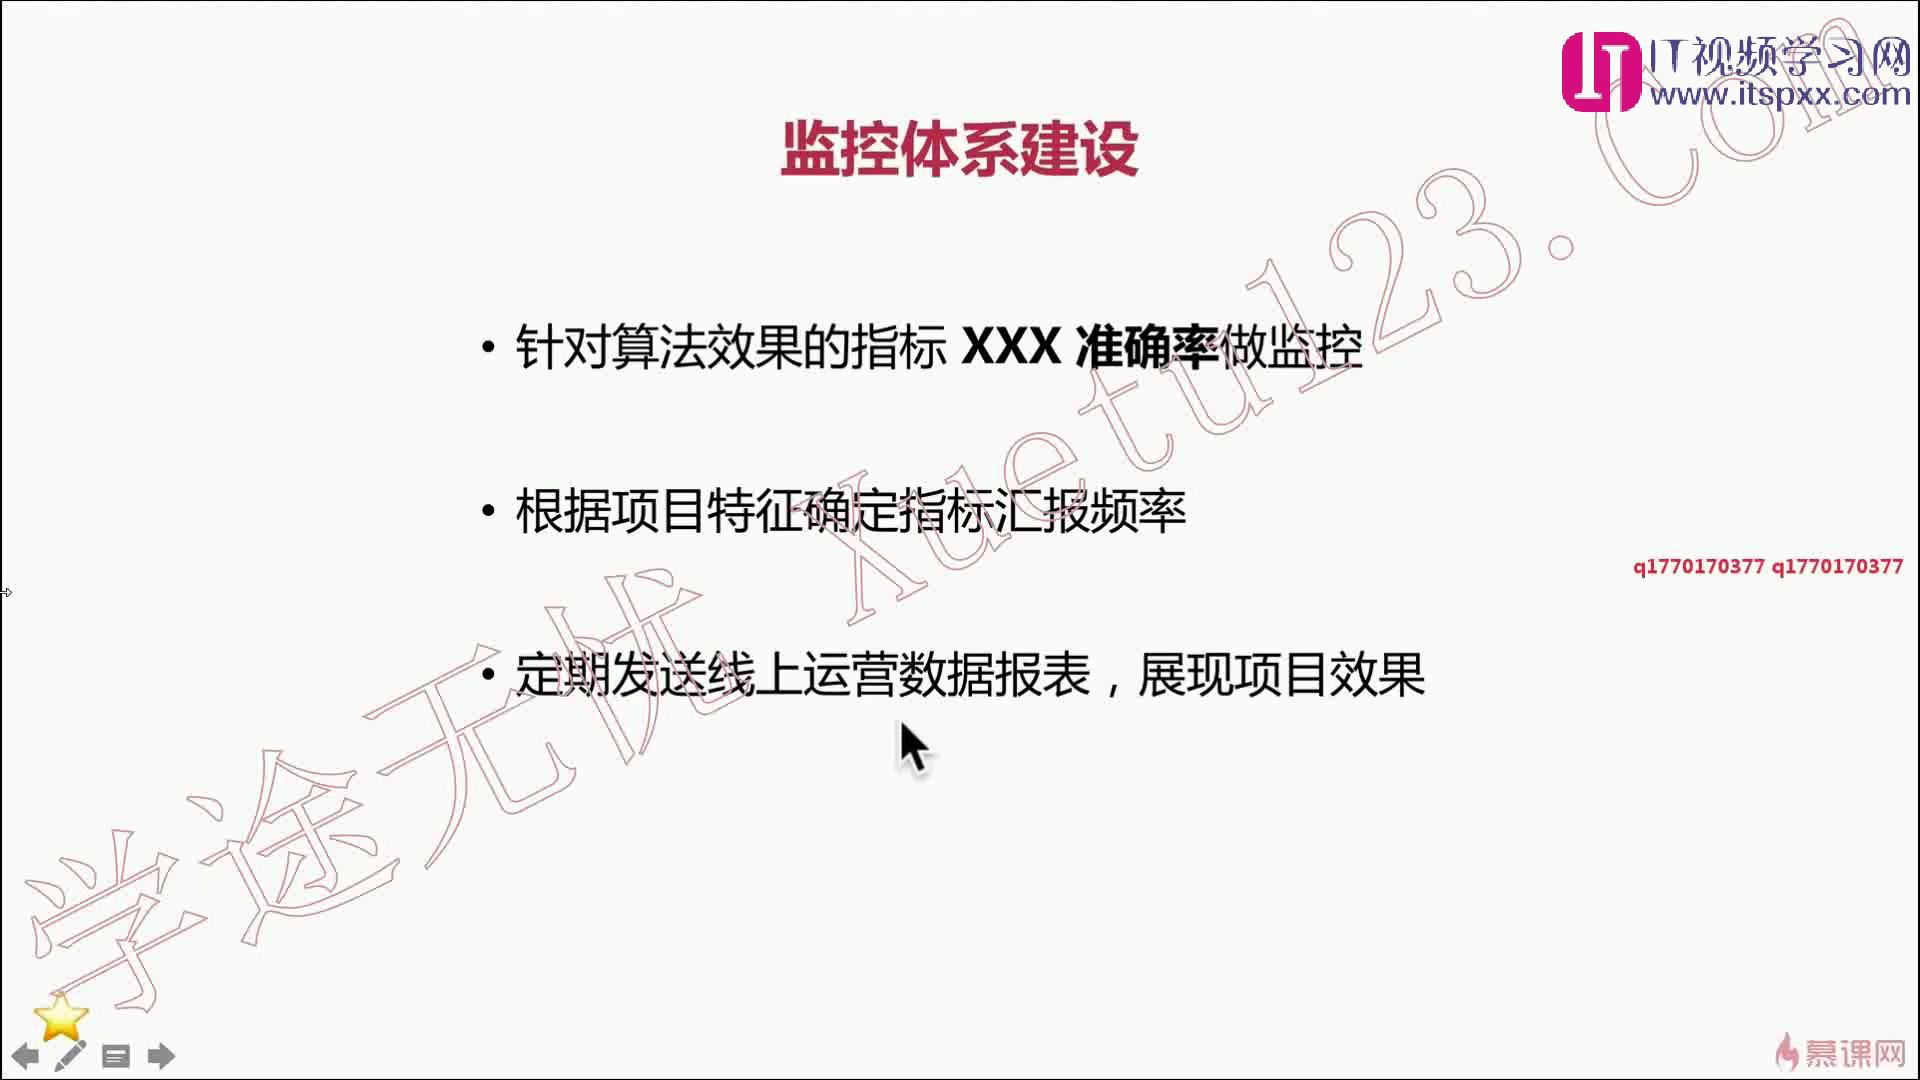 IT视频学习网
www.itspxx.com
监控体系建设
• 针对算法效果的指标 XXX 准确率做监控
• 根据项目特征确定指标汇报频率
q1770170377 q1770170377
• 定期发送线上运营数据报表，展现项目效果
学途无忧 Xuetu123.Com
慕课网